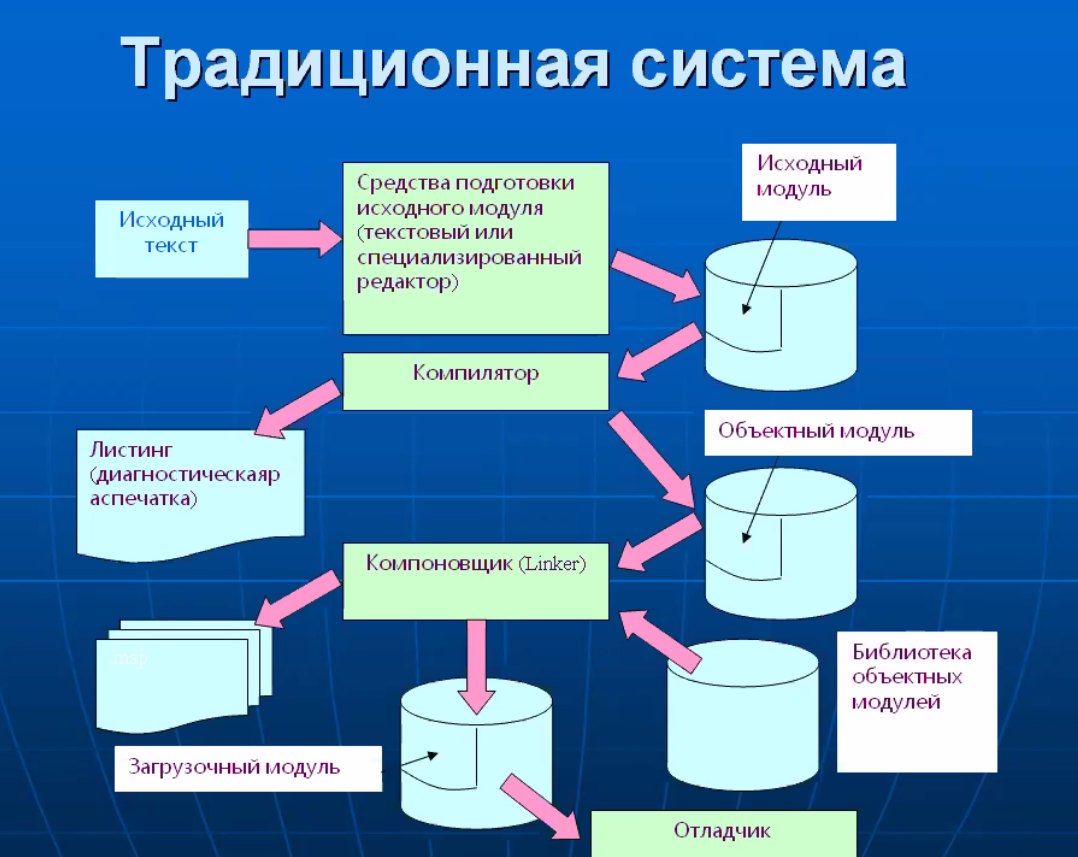 Традиционная система
Исходный
текст
Средства подготовки
исходного модуля
(текстовый или
специализированный
редактор)
Исходный
модуль
Компилятор
Листинг
(диагностическаяр
аспечатка)
Объектный модуль
Компоновщик (Linker)
map
Библиотека
объектных
модулей
Загрузочный модуль
Отладчик